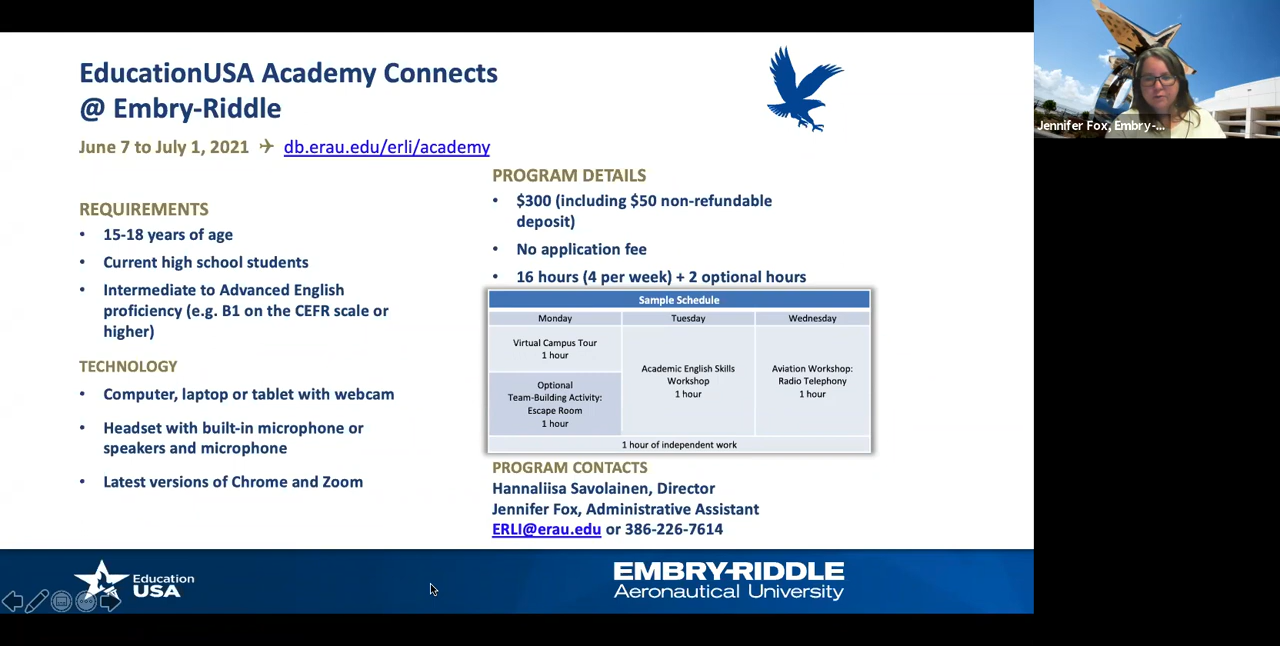 EducationUSA Academy Connects
@ Embry-Riddle
June 7 to July 1, 2021 ✈ db.erau.edu/erli/academy
REQUIREMENTS
• 15-18 years of age
• Current high school students
• Intermediate to Advanced English
proficiency (e.g. B1 on the CEFR scale or
higher)
TECHNOLOGY
• Computer, laptop or tablet with webcam
• Headset with built-in microphone or
speakers and microphone
• Latest versions of Chrome and Zoom
PROGRAM DETAILS
• $300 (including $50 non-refundable
deposit)
• No application fee
• 16 hours (4 per week) + 2 optional hours
Sample Schedule
Monday Tuesday Wednesday
Virtual Campus Tour
1 hour
Optional
Team-Building Activity:
Escape Room
1 hour
Academic English Skills
Workshop
1 hour
Aviation Workshop:
Radio Telephony
1 hour
1 hour of independent work
PROGRAM CONTACTS
Hannaliisa Savolainen, Director
Jennifer Fox, Administrative Assistant
ERLI@erau.edu or 386-226-7614
Education
USA
EMBRY-RIDDLE
Aeronautical University
Jennifer Fox, Embry-...